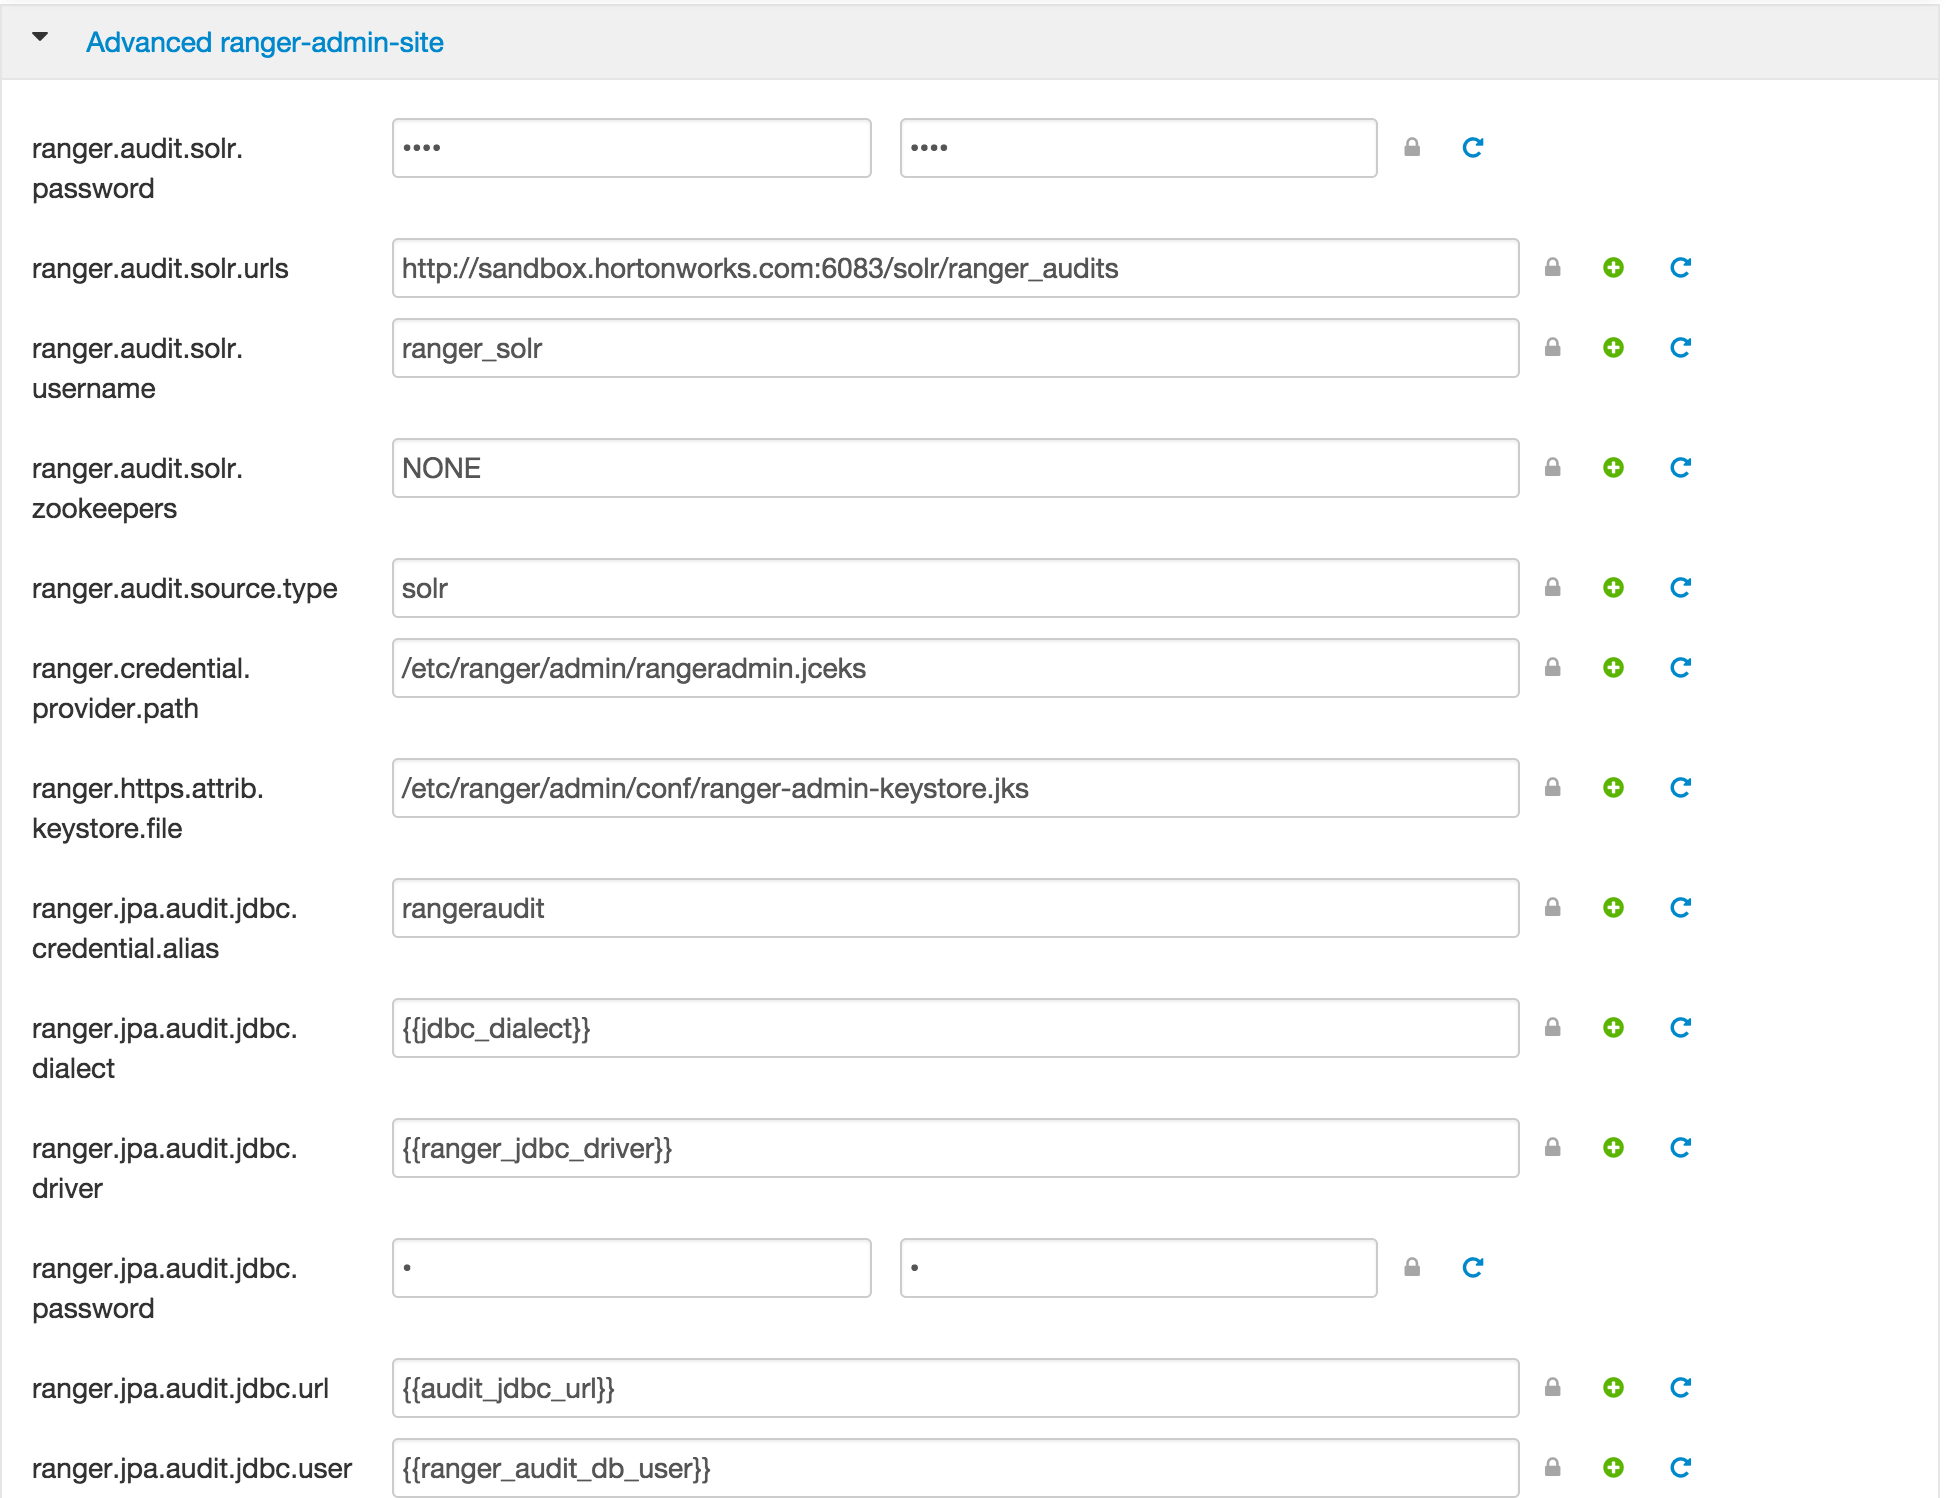 Advanced ranger-admin-site
ranger.audit.solr.
password
•••• ••••
ranger.audit.solr.urls
http://sandbox.hortonworks.com:6083/solr/ranger_audits
ranger.audit.solr.
username
ranger_solr
ranger.audit.solr.
zookeepers
NONE
ranger.audit.source.type
solr
ranger.credential.
provider.path
/etc/ranger/admin/rangeradmin.jceks
ranger.https.attrib.
keystore.file
/etc/ranger/admin/conf/ranger-admin-keystore.jks
ranger.jpa.audit.jdbc.
credential.alias
rangeraudit
ranger.jpa.audit.jdbc.
dialect
{{jdbc_dialect}}
ranger.jpa.audit.jdbc.
driver
{{ranger_jdbc_driver}}
ranger.jpa.audit.jdbc.
password
• •
ranger.jpa.audit.jdbc.url
{{audit_jdbc_url}}
ranger.jpa.audit.jdbc.user
{{ranger_audit_db_user}}